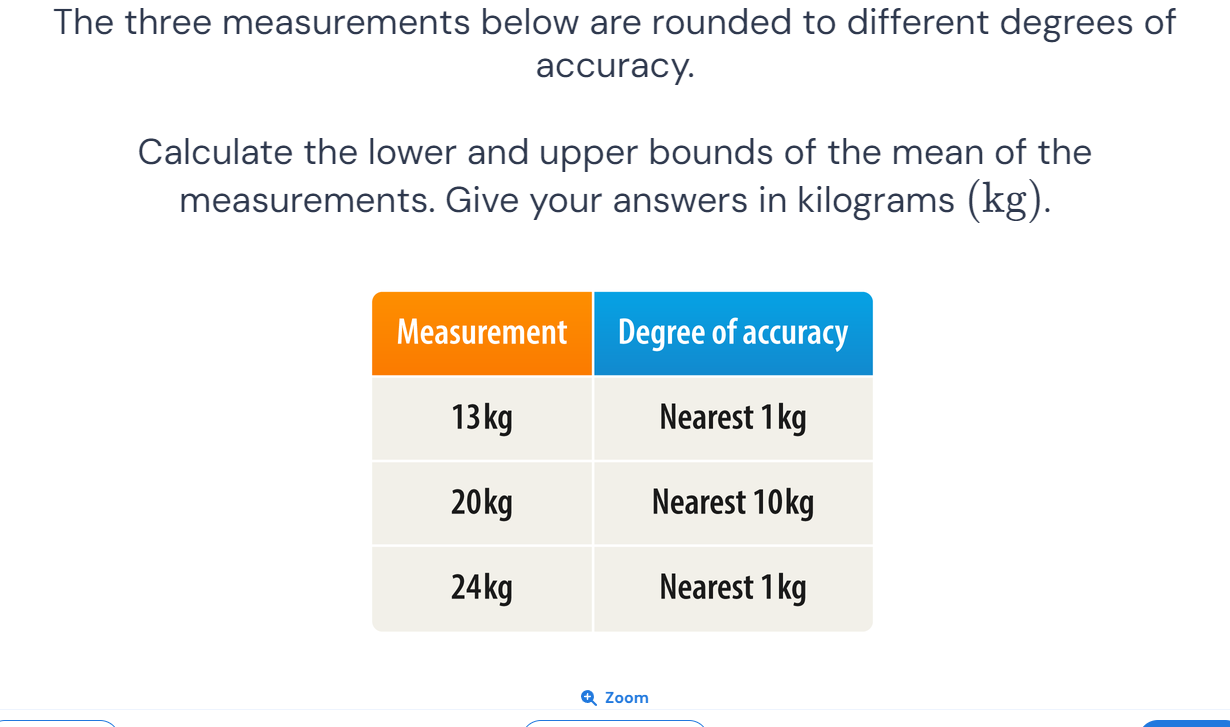 The three measurements below are rounded to different degrees of
accuracy.
Calculate the lower and upper bounds of the mean of the
measurements. Give your answers in kilograms (kg).
Measurement Degree of accuracy
13 kg Nearest 1 kg
20 kg Nearest 10 kg
24 kg Nearest 1 kg
Zoom